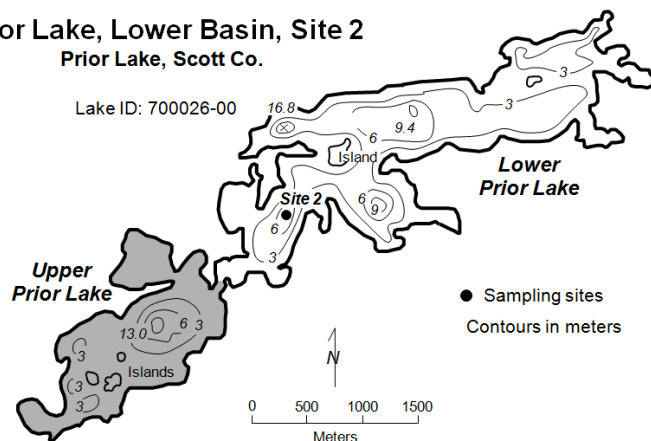 or Lake, Lower Basin, Site 2
Prior Lake, Scott Co.
Lake ID: 700026-00
3
16.8
3
6
9.4
Island
Lower
Prior Lake
Site 2
6
9
6
3
Upper
Prior Lake
13.0
6
3
3
Islands
3
3
Sampling sites
Contours in meters
N
0 500 1000 1500
Meters